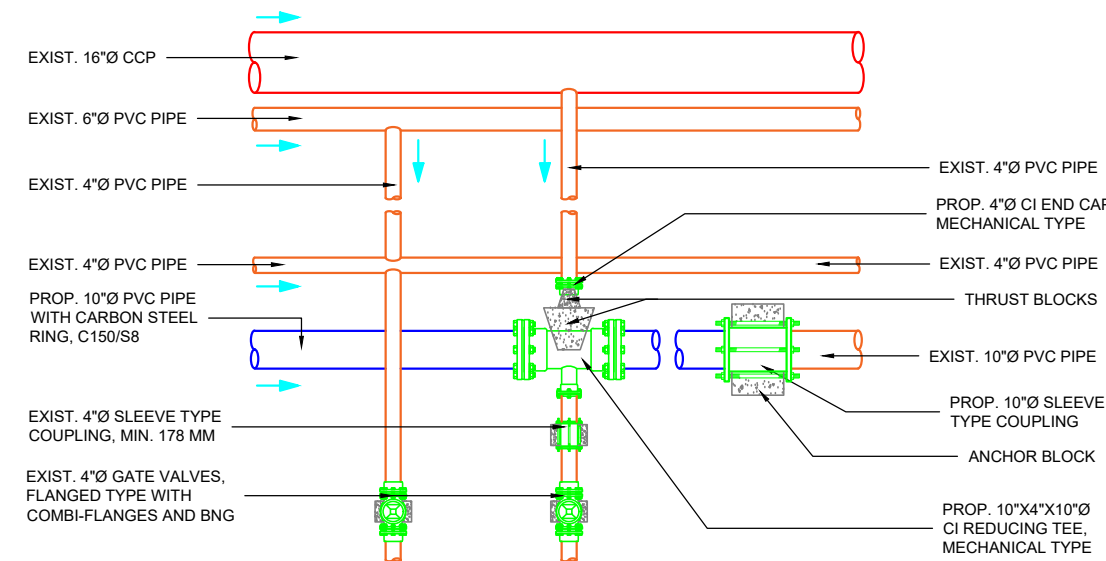 EXIST. 16"Ø CCP
EXIST. 6"Ø PVC PIPE
EXIST. 4"Ø PVC PIPE
EXIST. 4"Ø PVC PIPE
PROP. 10"Ø PVC PIPE
WITH CARBON STEEL
RING, C150/S8
EXIST. 4"Ø SLEEVE TYPE
COUPLING, MIN. 178 MM
EXIST. 4"Ø GATE VALVES,
FLANGED TYPE WITH
COMBI-FLANGES AND BNG
EXIST. 4"Ø PVC PIPE
PROP. 4"Ø CI END CAP
MECHANICAL TYPE
EXIST. 4"Ø PVC PIPE
THRUST BLOCKS
EXIST. 10"Ø PVC PIPE
PROP. 10"Ø SLEEVE
TYPE COUPLING
ANCHOR BLOCK
PROP. 10"X4"X10"Ø
CI REDUCING TEE,
MECHANICAL TYPE